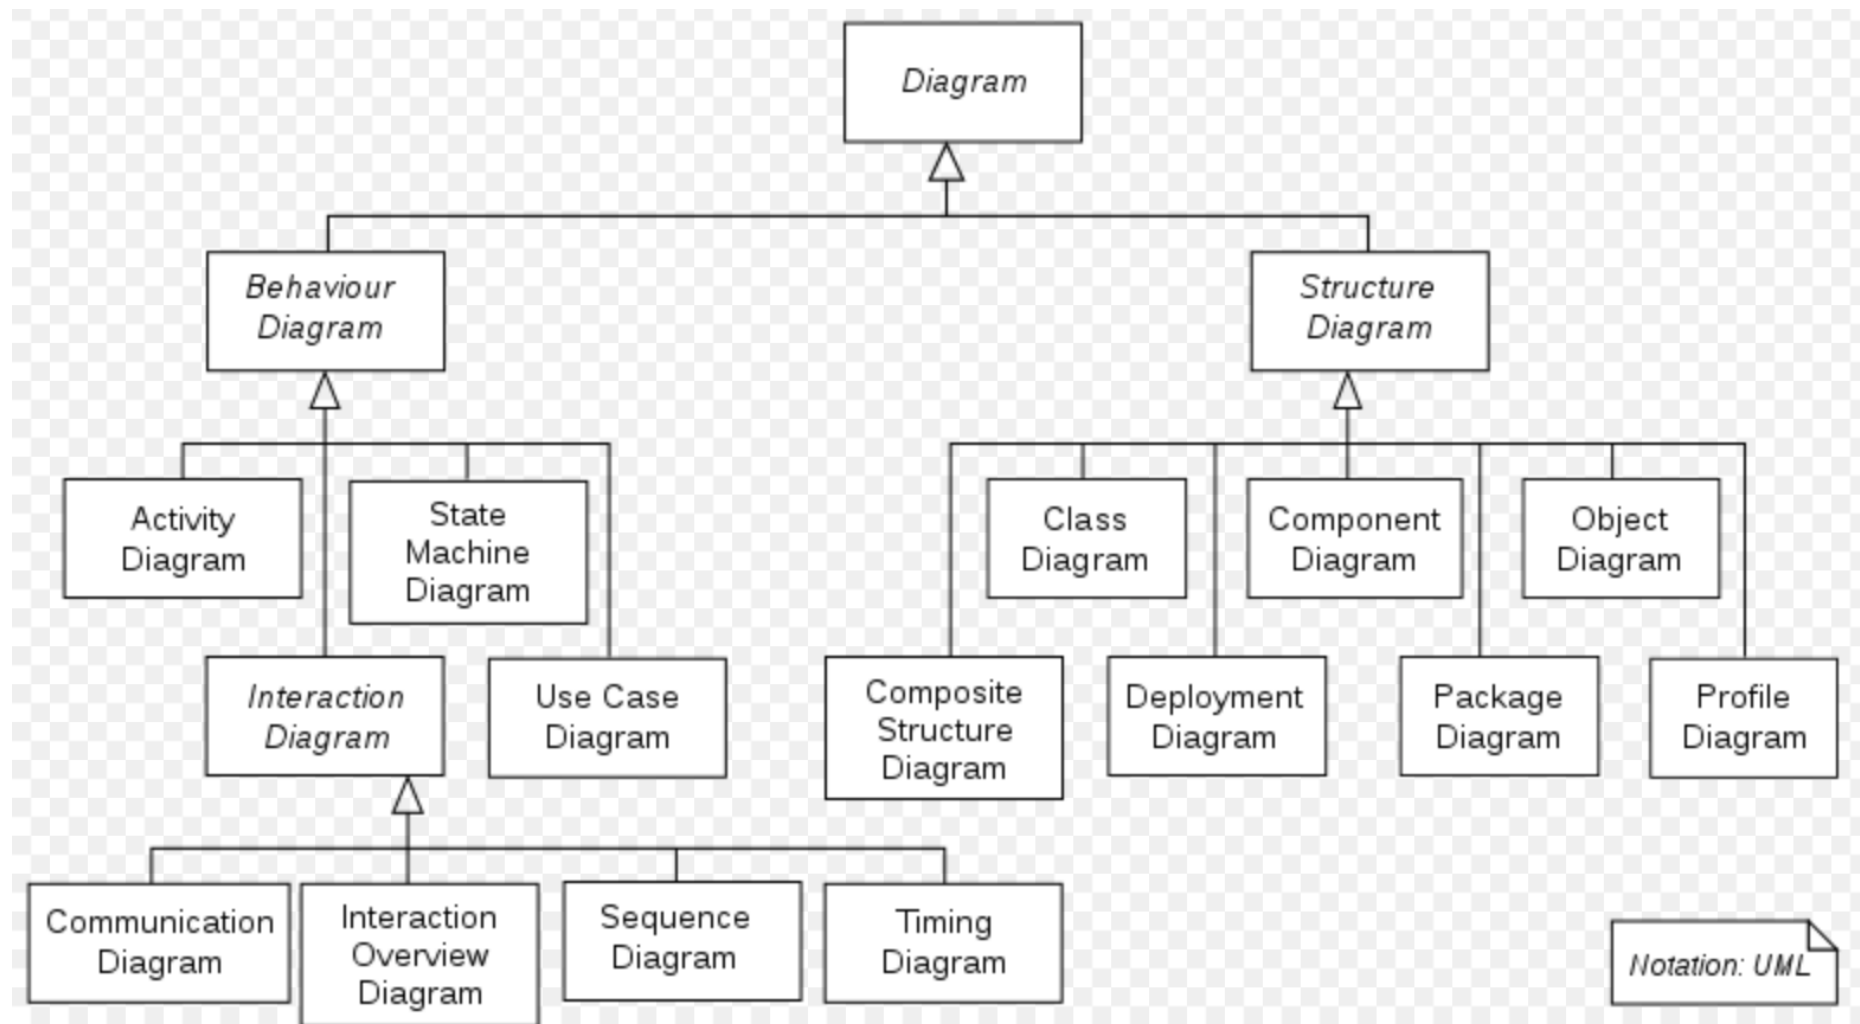 Diagram
Behaviour
Diagram
Structure
Diagram
Activity
Diagram
State
Machine
Diagram
Class
Diagram
Component
Diagram
Object
Diagram
Interaction
Diagram
Use Case
Diagram
Composite
Structure
Diagram
Deployment
Diagram
Package
Diagram
Profile
Diagram
Communication
Diagram
Interaction
Overview
Diagram
Sequence
Diagram
Timing
Diagram
Notation: UML